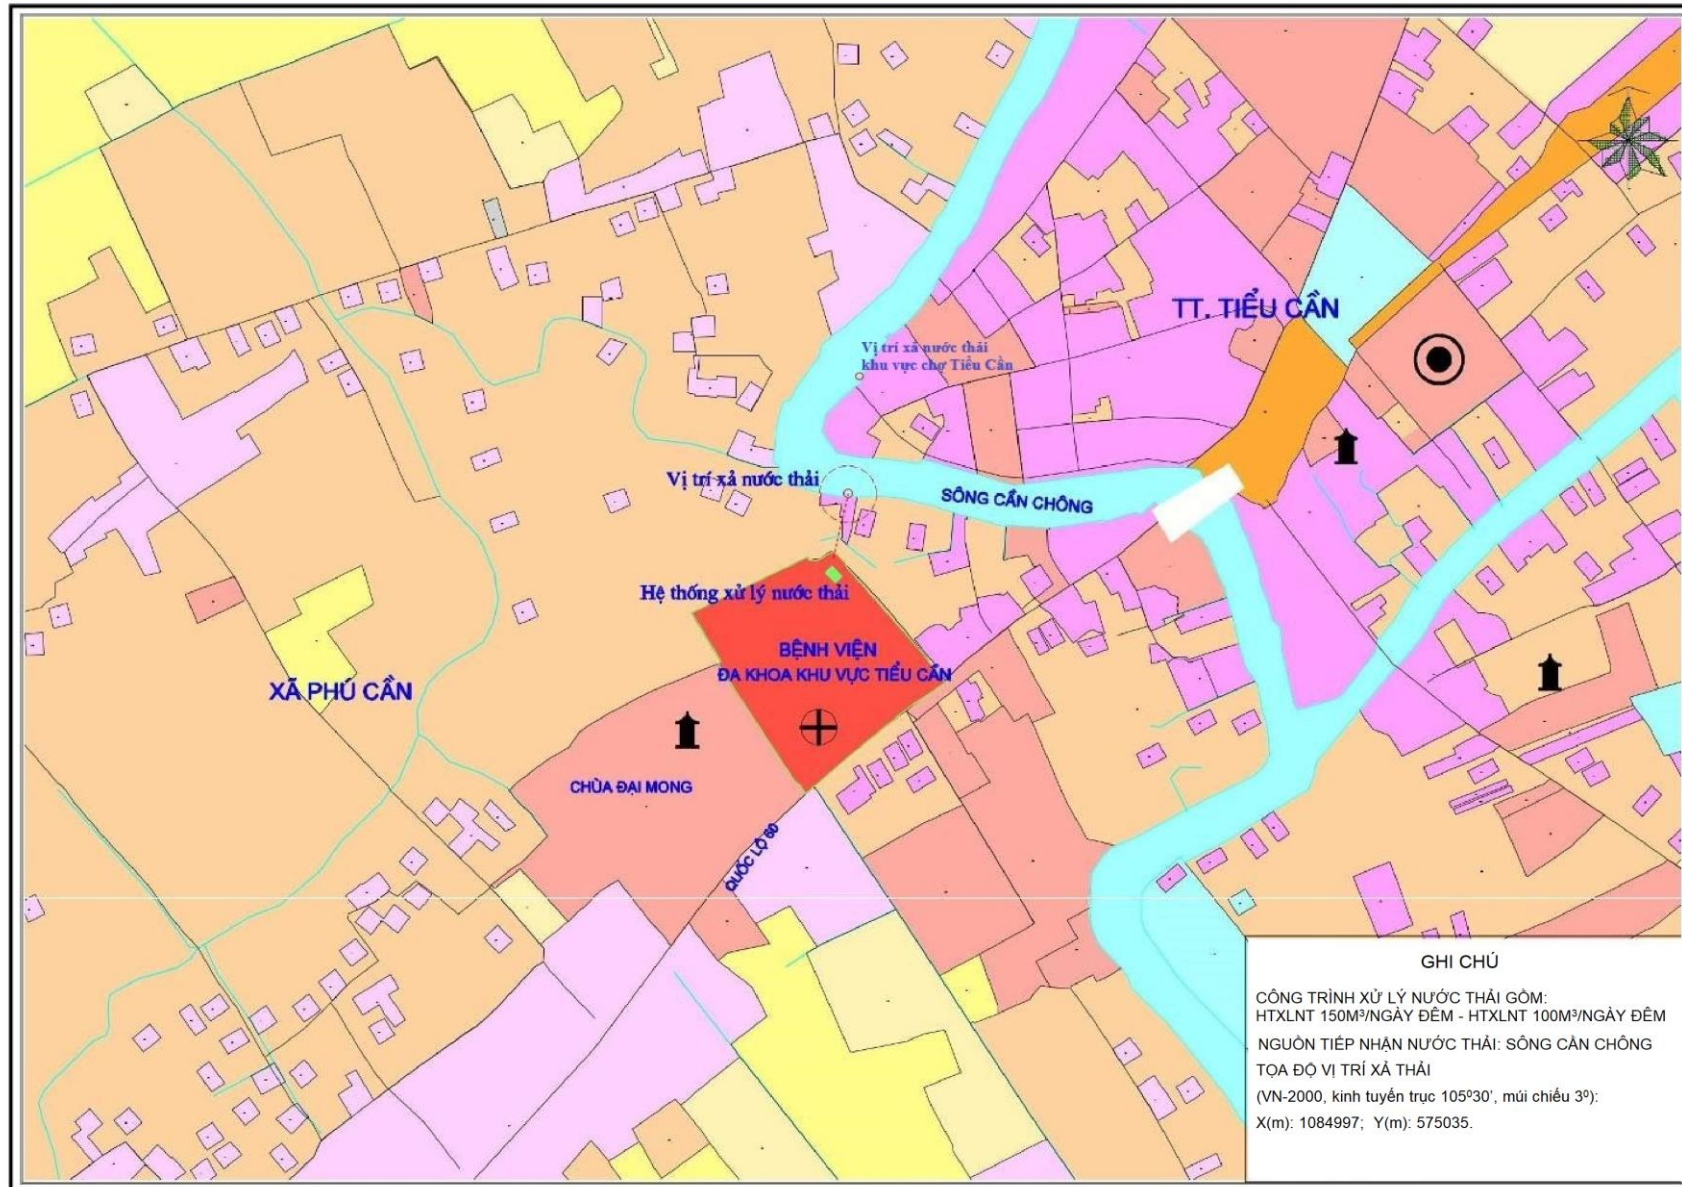 TT. TIỂU CẦN
Vị trí xả nước thải
khu vực chợ Tiểu Cần
Vị trí xả nước thải
SÔNG CẦN CHÔNG
Hệ thống xử lý nước thải
BỆNH VIỆN
ĐA KHOA KHU VỰC TIỂU CẦN
XÃ PHÚ CẦN
CHÙA ĐẠI MONG
QUỐC LỘ 60
GHI CHÚ
CÔNG TRÌNH XỬ LÝ NƯỚC THẢI GỒM:
HTXLNT 150M³/NGÀY ĐÊM - HTXLNT 100M³/NGÀY ĐÊM
NGUỒN TIẾP NHẬN NƯỚC THẢI: SÔNG CẦN CHÔNG
TỌA ĐỘ VỊ TRÍ XẢ THẢI
(VN-2000, kinh tuyến trục 105⁰30’, múi chiếu 3⁰):
X(m): 1084997; Y(m): 575035.